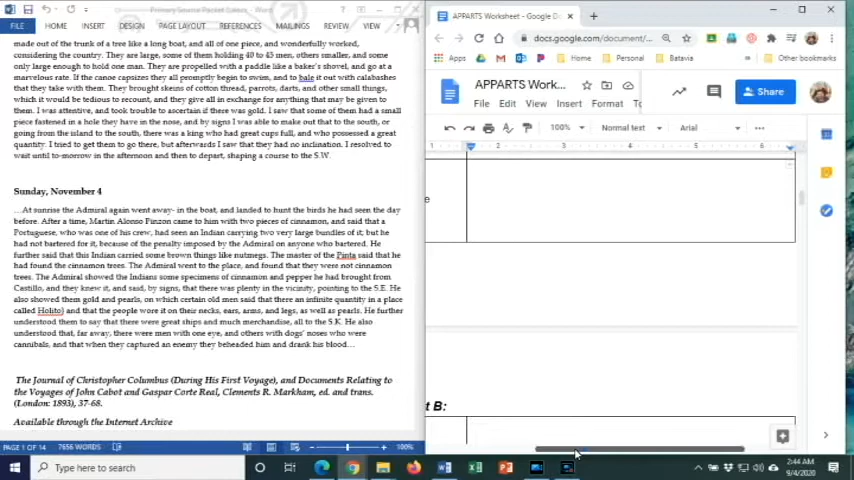 Primary Source Packet (Likers) - Word
APPARTS Worksheet - Google Do
FILE HOME INSERT DESIGN PAGE LAYOUT REFERENCES MAILINGS REVIEW VIEW
docs.google.com/document/
Apps M Home Personal Batavia
APPARTS Work...
File Edit View Insert Format
Share
100% Normal text Arial
1 2 3 4 5 6
made out of the trunk of a tree like a long boat, and all of one piece, and wonderfully worked,
considering the country. They are large, some of them holding 40 to 45 men, others smaller, and some
only large enough to hold one man. They are propelled with a paddle like a baker's shovel, and go at a
marvelous rate. If the canoe capsizes they all promptly begin to swim, and to bale it out with calabashes
that they take with them. They brought skeins of cotton thread, parrots, darts, and other small things,
which it would be tedious to recount, and they give all in exchange for anything that may be given to
them. I was attentive, and took trouble to ascertain if there was gold. I saw that some of them had a small
piece fastened in a hole they have in the nose, and by signs I was able to make out that to the south, or
going from the island to the south, there was a king who had great cups full, and who possessed a great
quantity. I tried to get them to go there, but afterwards I saw that they had no inclination. I resolved to
wait until to-morrow in the afternoon and then to depart, shaping a course to the S.W.
Sunday, November 4
…At sunrise the Admiral again went away- in the boat, and landed to hunt the birds he had seen the day
before. After a time, Martin Alonso Pinzon came to him with two pieces of cinnamon, and said that a
Portuguese, who was one of his crew, had seen an Indian carrying two very large bundles of it; but he
had not bartered for it, because of the penalty imposed by the Admiral on anyone who bartered. He
further said that this Indian carried some brown things like nutmegs. The master of the Pinta said that he
had found the cinnamon trees. The Admiral went to the place, and found that they were not cinnamon
trees. The Admiral showed the Indians some specimens of cinnamon and pepper he had brought from
Castillo, and they knew it, and said, by signs, that there was plenty in the vicinity, pointing to the S.E. He
also showed them gold and pearls, on which certain old men said that there an infinite quantity in a place
called Holito} and that the people wore it on their necks, ears, arms, and legs, as well as pearls. He further
understood them to say that there were great ships and much merchandise, all to the S.K. He also
understood that, far away, there were men with one eye, and others with dogs' noses who were
cannibals, and that when they captured an enemy they beheaded him and drank his blood…
The Journal of Christopher Columbus (During His First Voyage), and Documents Relating to
the Voyages of John Cabot and Gaspar Corte Real, Clements R. Markham, ed. and trans.
(London: 1893), 37-68.
Available through the Internet Archive
e
t B:
PAGE 1 OF 14 7656 WORDS 100%
Type here to search
2:44 AM
9/4/2020